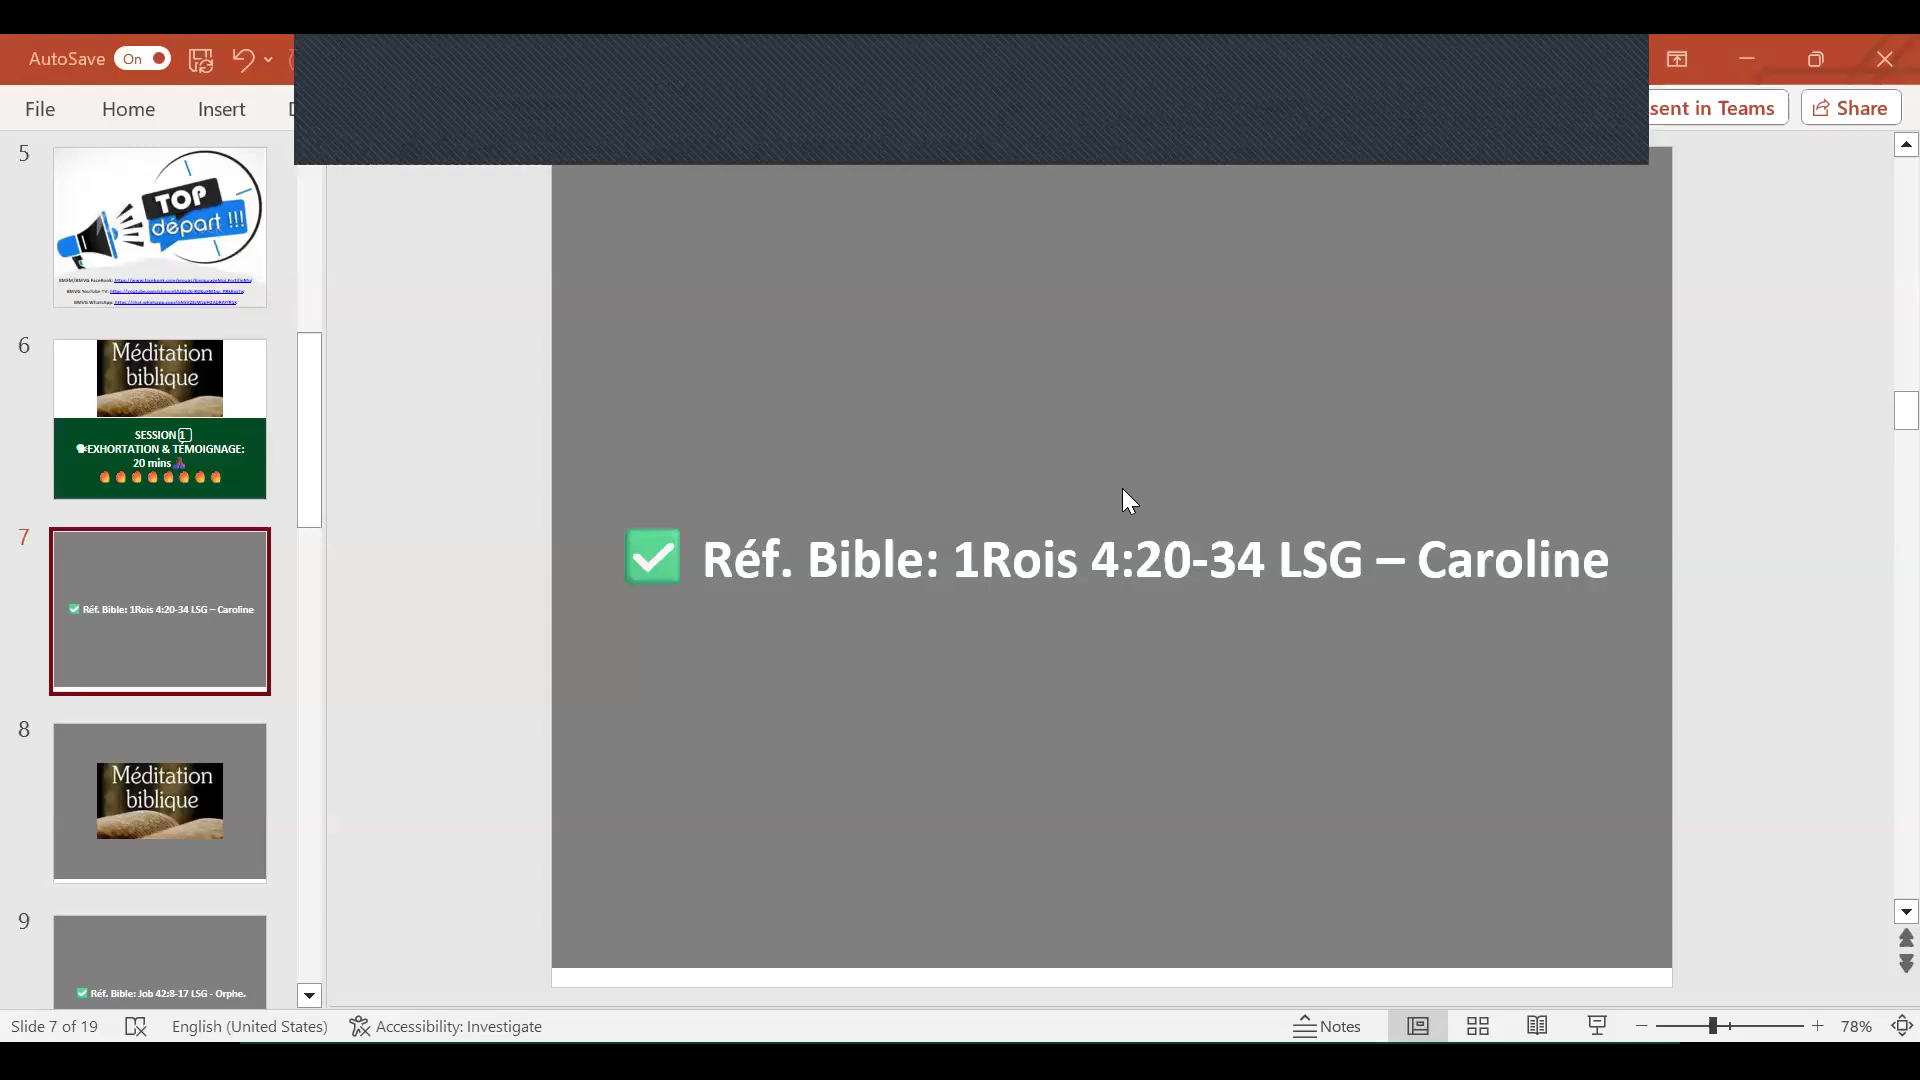 AutoSave On
File Home Insert
sent in Teams Share
5
TOP
départ !!!
6
Méditation
biblique
SESSION 1
EXHORTATION & TÉMOIGNAGE:
20 mins
7
✅ Réf. Bible: 1Rois 4:20-34 LSG – Caroline
8
Méditation
biblique
9
✅ Réf. Bible: Job 42:8-17 LSG - Orphe.
✅ Réf. Bible: 1Rois 4:20-34 LSG – Caroline
Slide 7 of 19 English (United States) Accessibility: Investigate Notes 78%